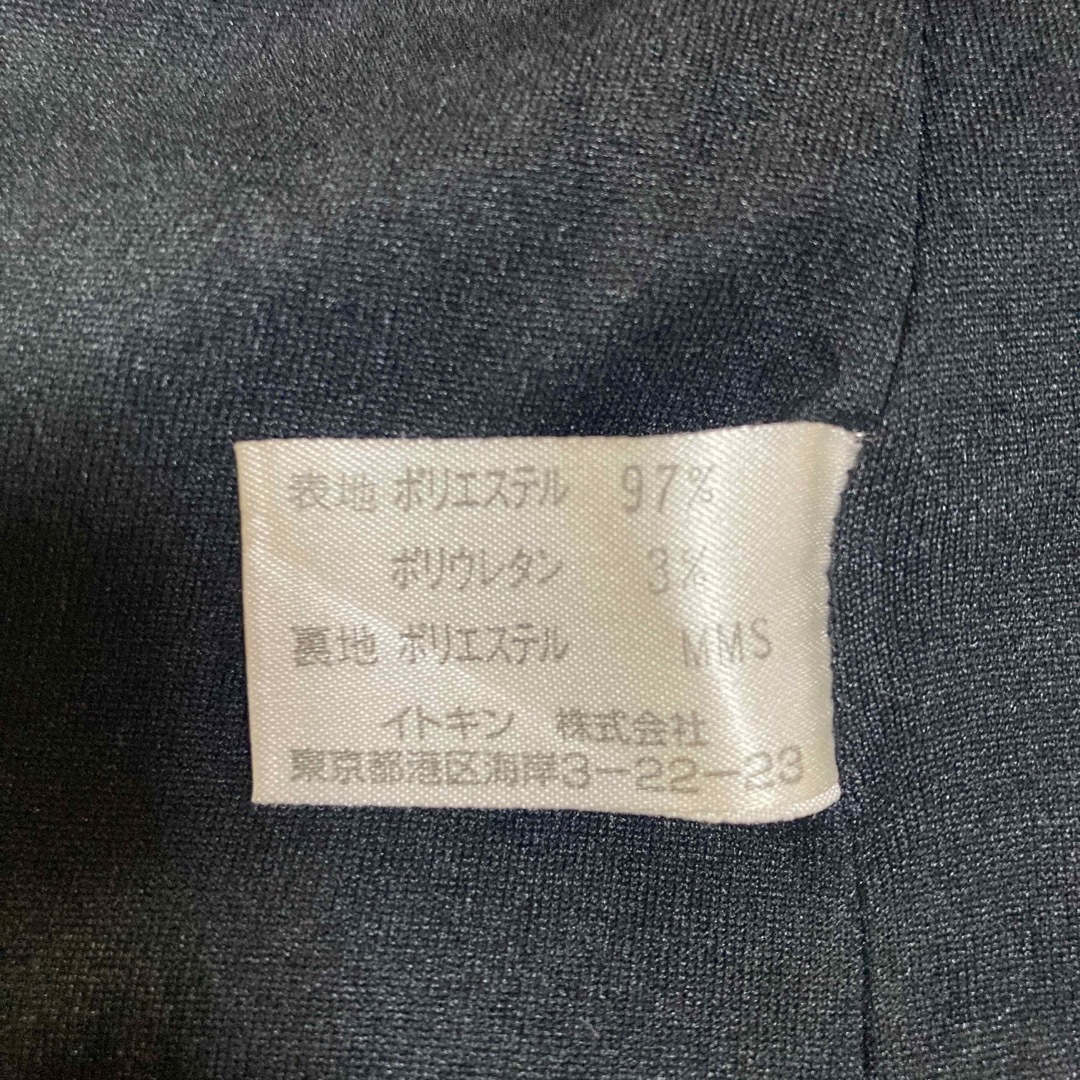 表地 ポリエステル 97%
ポリウレタン 3%
裏地 ポリエステル MMS
イトキン 株式会社
東京都港区海岸3-22-23